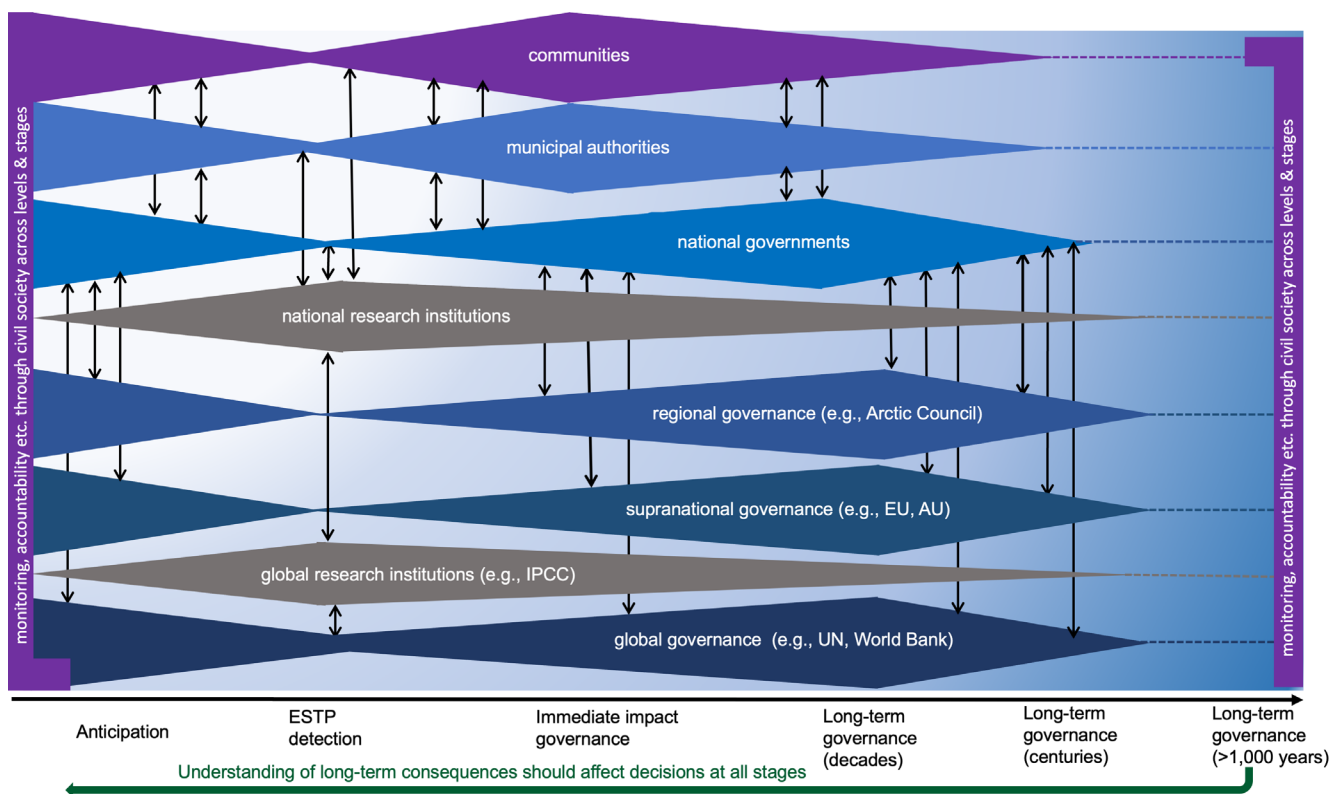 communities
municipal authorities
national governments
national research institutions
regional governance (e.g., Arctic Council)
supranational governance (e.g., EU, AU)
global research institutions (e.g., IPCC)
global governance (e.g., UN, World Bank)
monitoring, accountability etc. through civil society across levels & stages
monitoring, accountability etc. through civil society across levels & stages
Anticipation
ESTP
detection
Immediate impact
governance
Long-term
governance
(decades)
Long-term
governance
(centuries)
Long-term
governance
(>1,000 years)
Understanding of long-term consequences should affect decisions at all stages